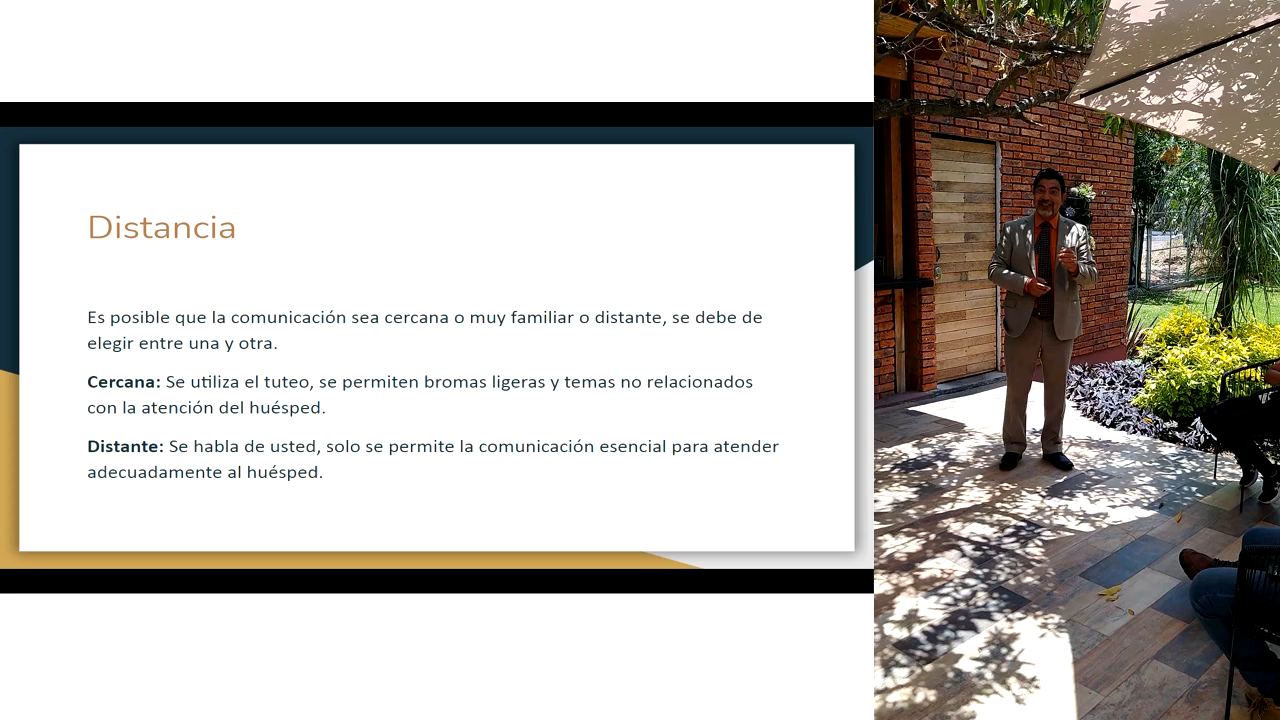 Distancia
Es posible que la comunicación sea cercana o muy familiar o distante, se debe de
elegir entre una y otra.
Cercana: Se utiliza el tuteo, se permiten bromas ligeras y temas no relacionados
con la atención del huésped.
Distante: Se habla de usted, solo se permite la comunicación esencial para atender
adecuadamente al huésped.